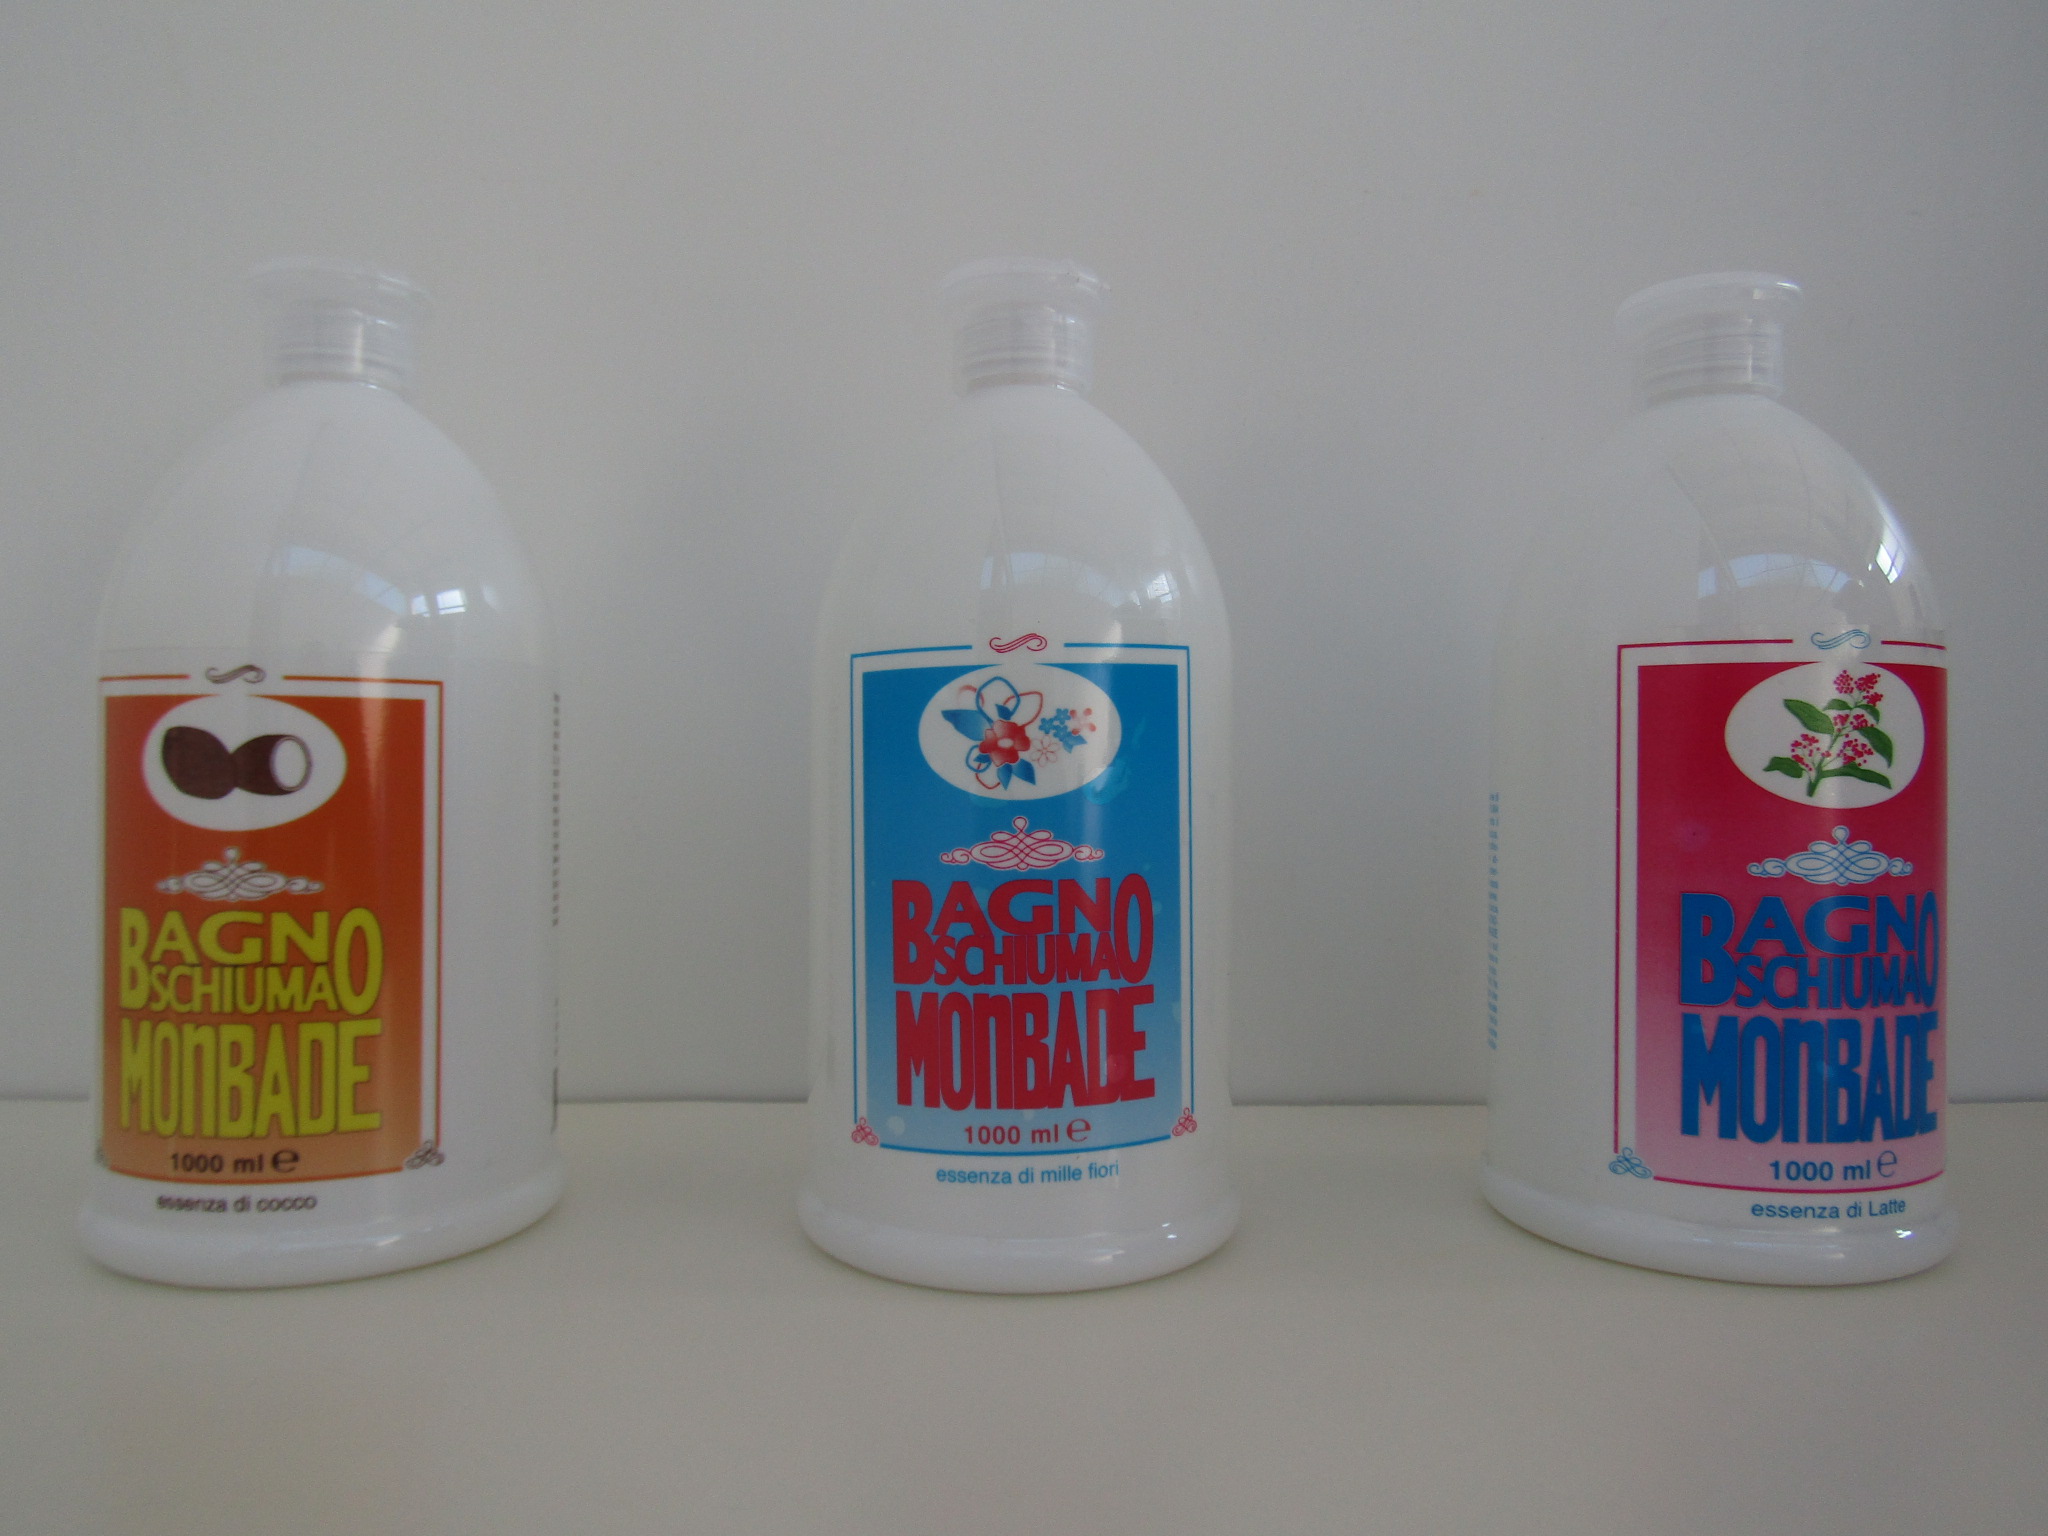 BAGNO
SCHIUMA
MONBADE
1000 ml e
essenza di cocco
BAGNO
SCHIUMA
MONBADE
1000 ml e
essenza di mille fiori
BAGNO
SCHIUMA
MONBADE
1000 ml e
essenza di Latte